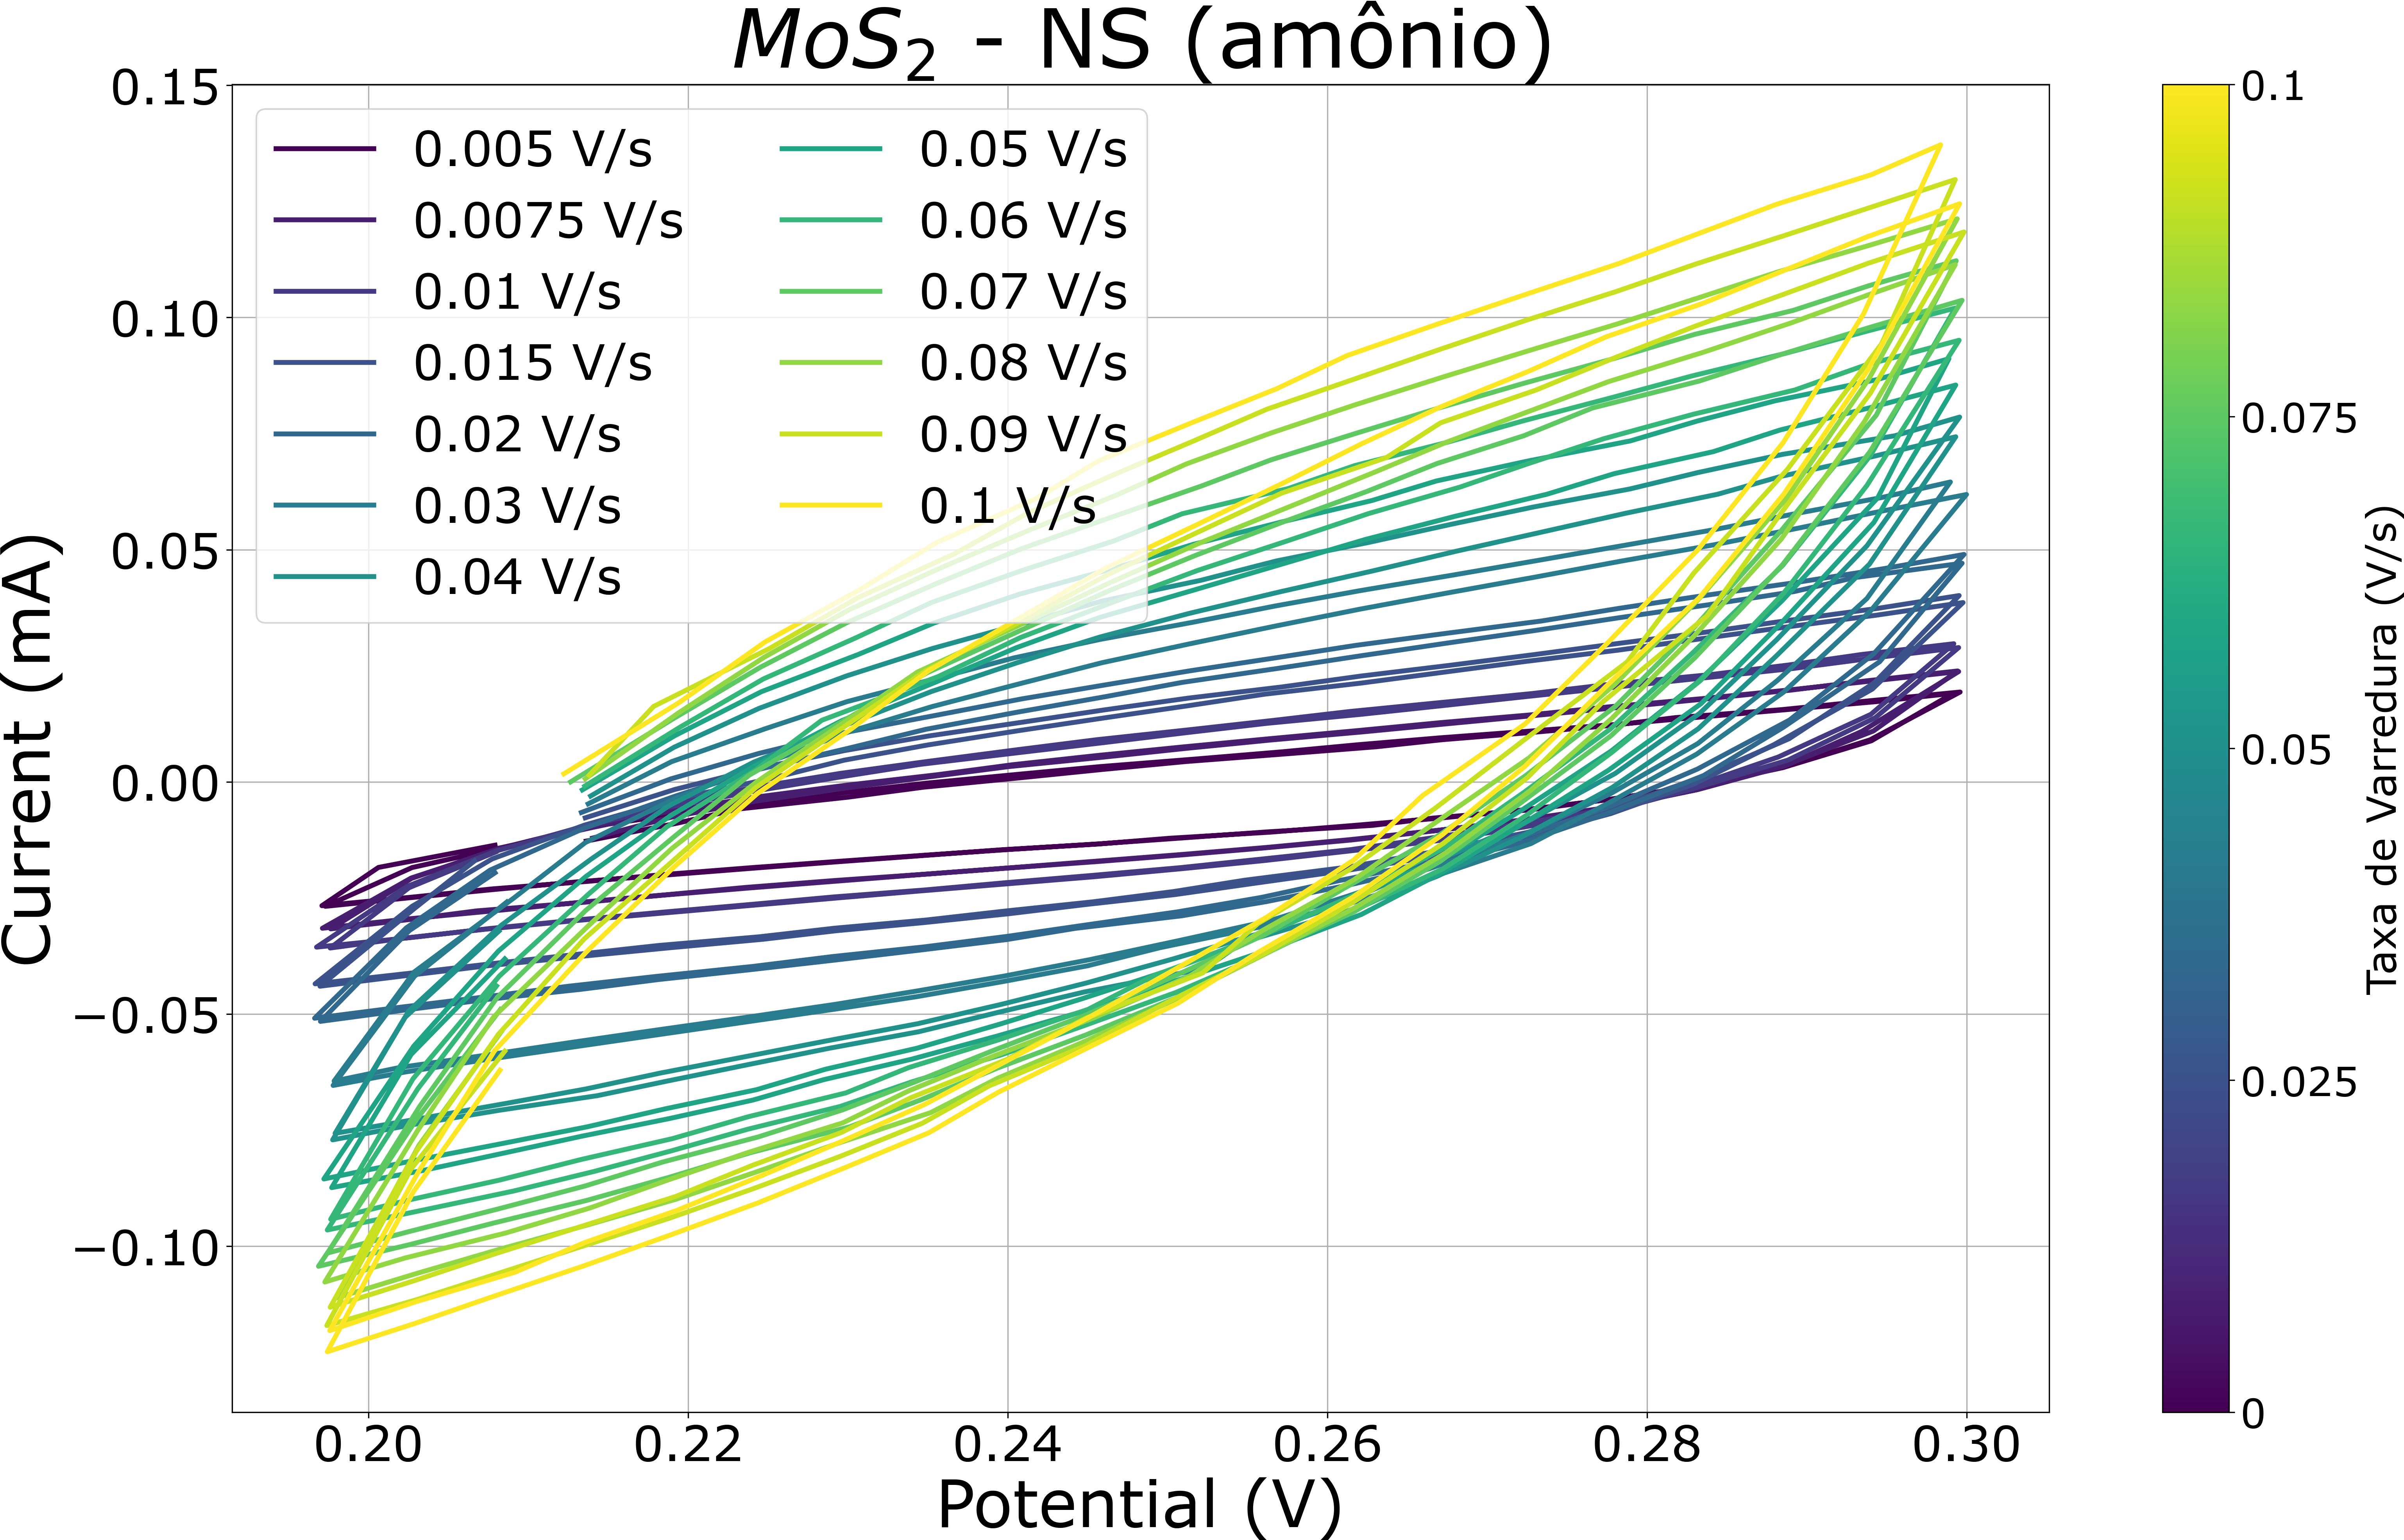 MoS2 - NS (amônio)
0.15
0.10
0.05
0.00
−0.05
−0.10
Current (mA)
0.005 V/s
0.0075 V/s
0.01 V/s
0.015 V/s
0.02 V/s
0.03 V/s
0.04 V/s
0.05 V/s
0.06 V/s
0.07 V/s
0.08 V/s
0.09 V/s
0.1 V/s
0.20
0.22
0.24
0.26
0.28
0.30
Potential (V)
0.1
0.075
0.05
0.025
0
Taxa de Varredura (V/s)